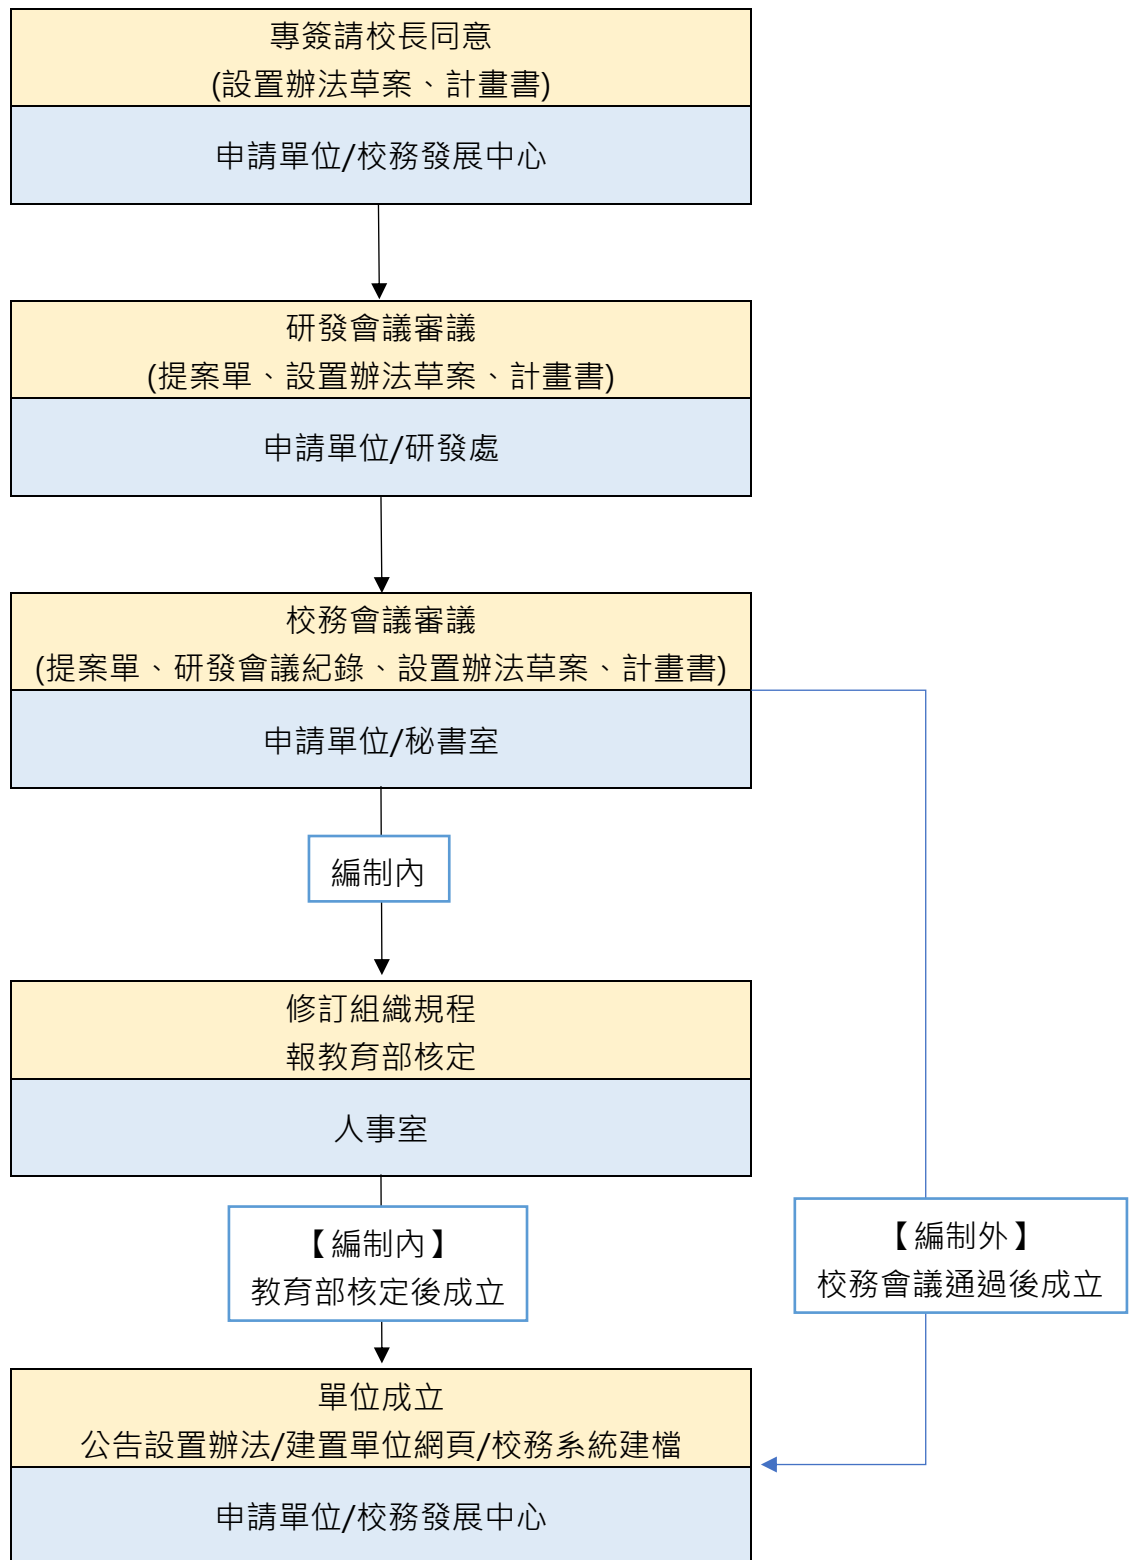 專簽請校長同意
(設置辦法草案、計畫書)
申請單位/校務發展中心
研發會議審議
(提案單、設置辦法草案、計畫書)
申請單位/研發處
校務會議審議
(提案單、研發會議紀錄、設置辦法草案、計畫書)
申請單位/秘書室
編制內
修訂組織規程
報教育部核定
人事室
【編制內】
教育部核定後成立
【編制外】
校務會議通過後成立
單位成立
公告設置辦法/建置單位網頁/校務系統建檔
申請單位/校務發展中心